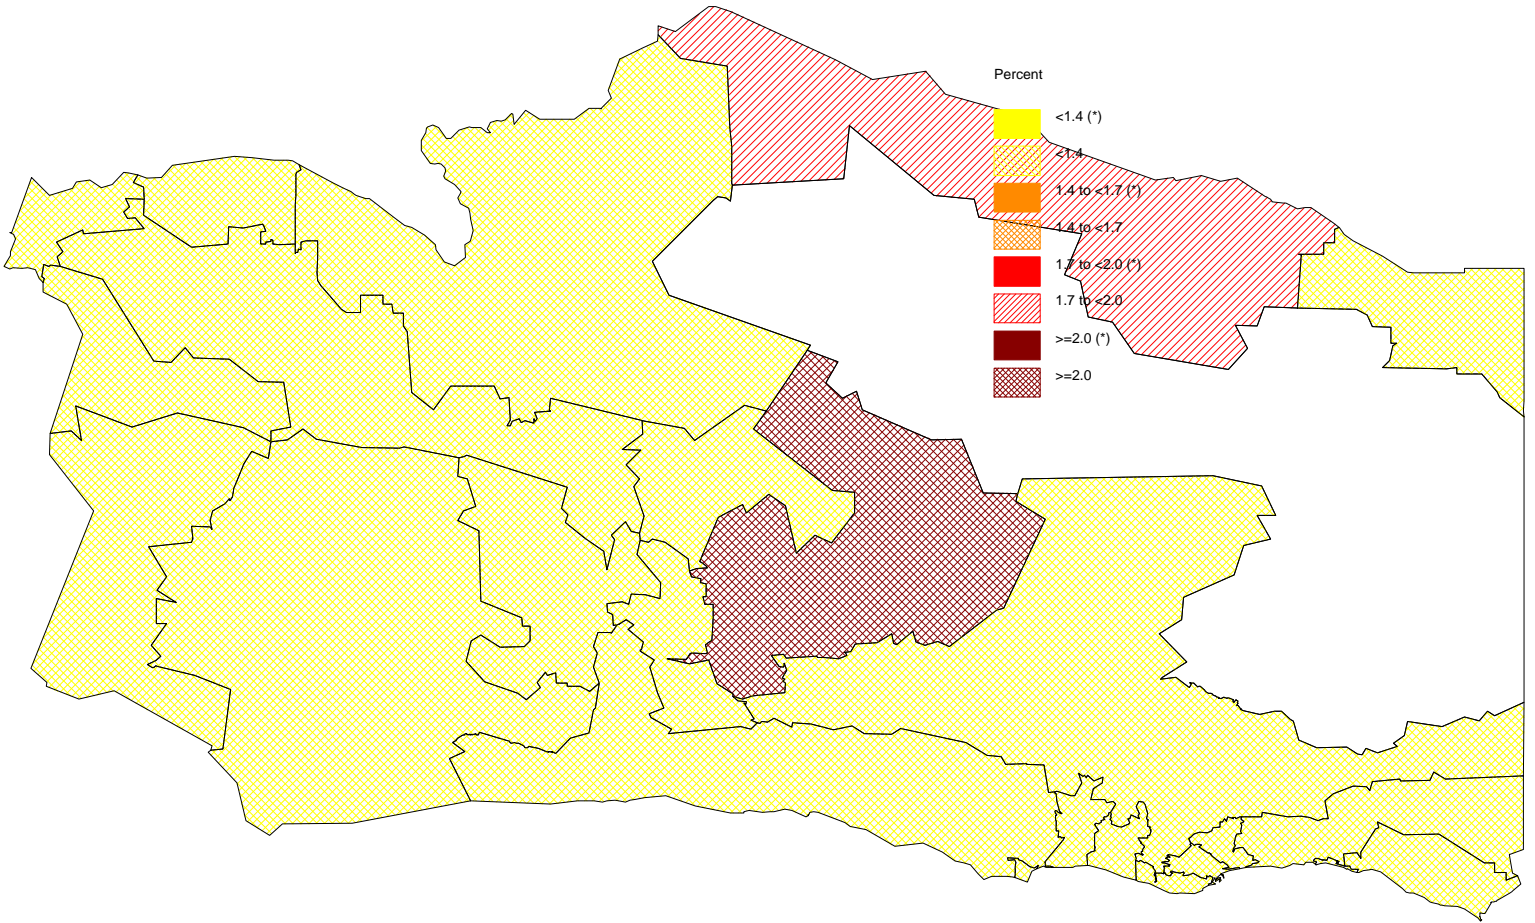 Percent
<1.4 (*)
<1.4
1.4 to <1.7 (*)
1.4 to <1.7
1.7 to <2.0 (*)
1.7 to <2.0
>=2.0 (*)
>=2.0